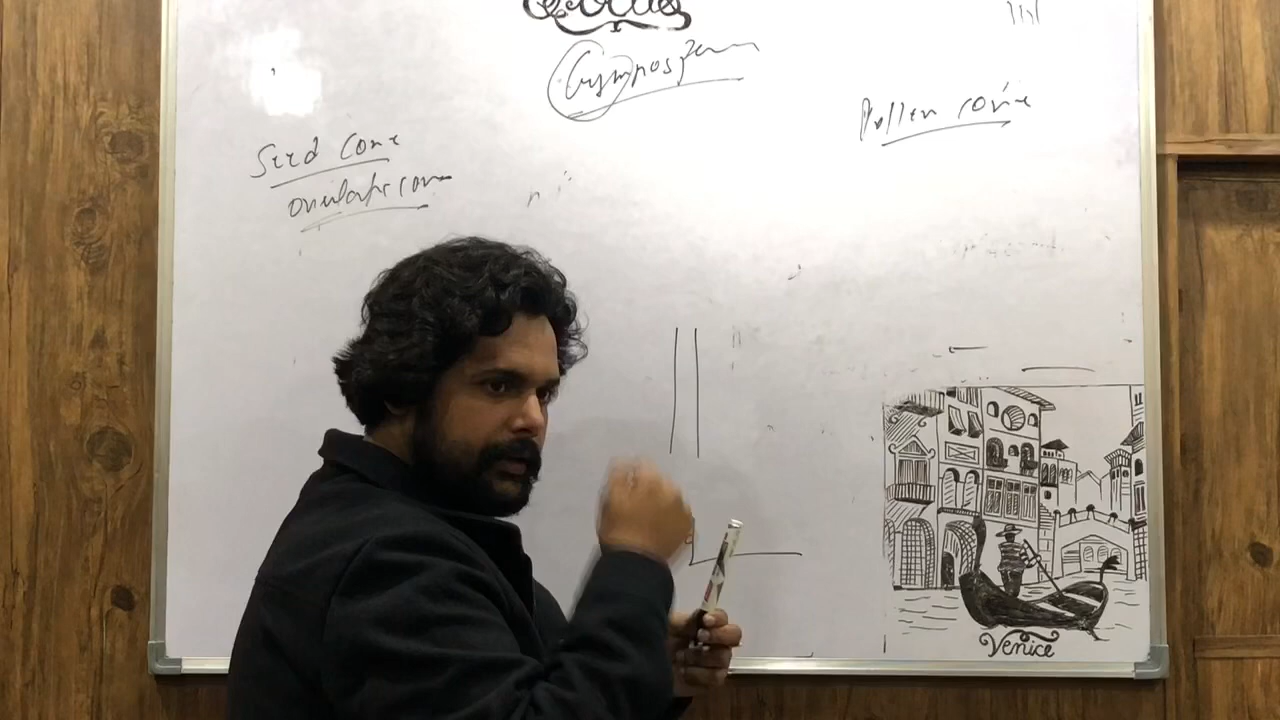 Gymnosperm
Pollen cone
Seed cone
ovulate cone
Venice